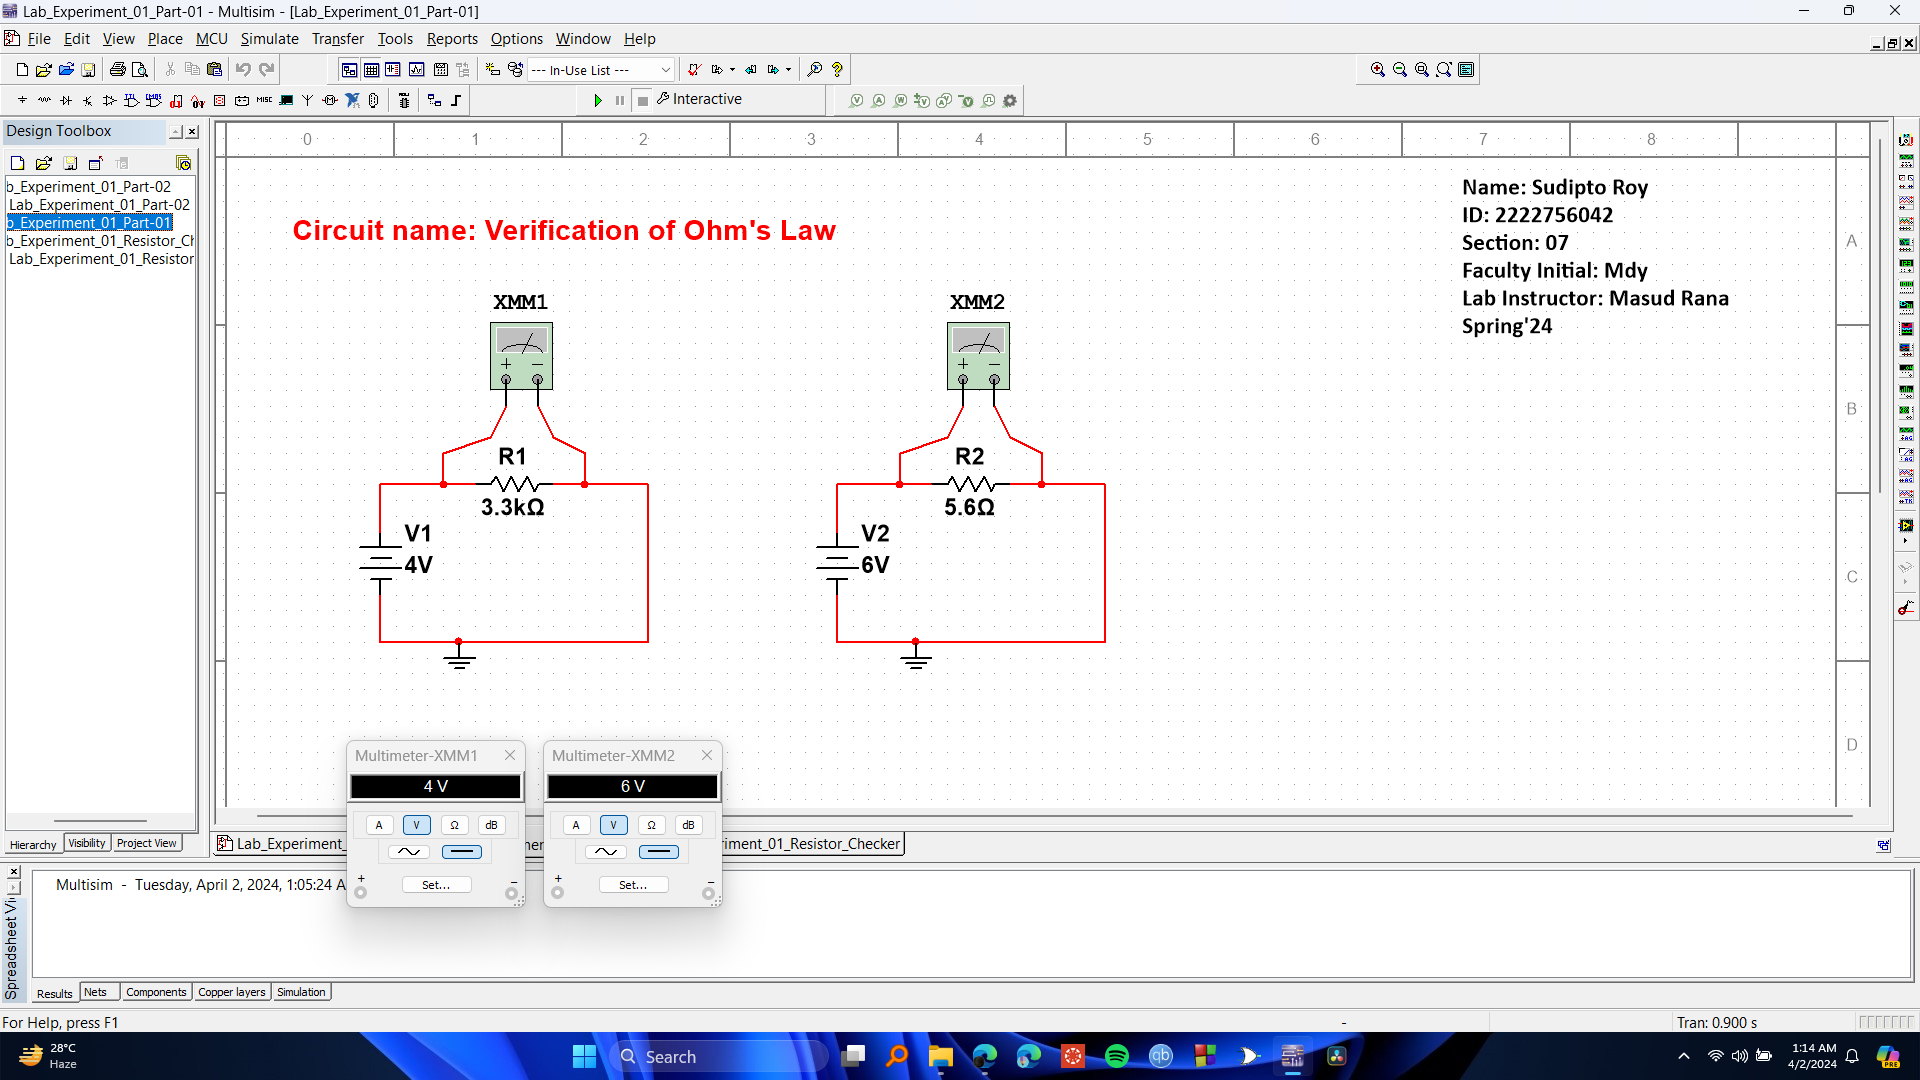 Lab_Experiment_01_Part-01 - Multisim - [Lab_Experiment_01_Part-01]
File Edit View Place MCU Simulate Transfer Tools Reports Options Window Help
--- In-Use List ---
MISC Interactive
Design Toolbox
b_Experiment_01_Part-02
Lab_Experiment_01_Part-02
b_Experiment_01_Part-01
b_Experiment_01_Resistor_Ch
Lab_Experiment_01_Resistor
Hierarchy Visibility Project View
0 1 2 3 4 5 6 7 8
A
B
C
D
Circuit name: Verification of Ohm's Law
Name: Sudipto Roy
ID: 2222756042
Section: 07
Faculty Initial: Mdy
Lab Instructor: Masud Rana
Spring'24
XMM1
R1
3.3kΩ
V1
4V
XMM2
R2
5.6Ω
V2
6V
Multimeter-XMM1
4 V
A V Ω dB
+ Set... –
Multimeter-XMM2
6 V
A V Ω dB
+ Set... –
Lab_Experiment_ ner riment_01_Resistor_Checker
Multisim - Tuesday, April 2, 2024, 1:05:24 A
Spreadsheet Vi
Results Nets Components Copper layers Simulation
For Help, press F1
- Tran: 0.900 s
28°C
Haze
Search
qb
PRE
1:14 AM
4/2/2024